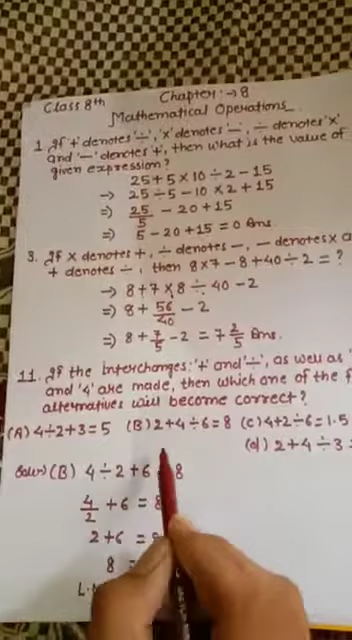 Class 8th Chapter :→ 8
Mathematical Operations
1. If '+' denotes '÷', 'x' denotes '−', ÷ denotes 'x'
and '−' denotes '+', then what is the value of
given expression?
25+5×10÷2−15
→ 25÷5−10×2+15
⇒ 25/5 −20+15
⇒ 5−20+15=0 Ans.
3. If × denotes +, ÷ denotes −, − denotes × a
+ denotes ÷, then 8×7−8+40÷2=?
→ 8+7×8÷40−2
⇒ 8+56/40−2
⇒ 8+7/5−2=7 2/5 Ans.
11. If the interchanges '+' and '÷', as well as '
and '4' are made, then which one of the f
alternatives will become correct?
(A) 4÷2+3=5 (B) 2+4÷6=8 (C) 4+2÷6=1.5
(d) 2+4÷3=
(B) 4÷2+6 8
4/2 +6=8
2+6=
8 =
L.